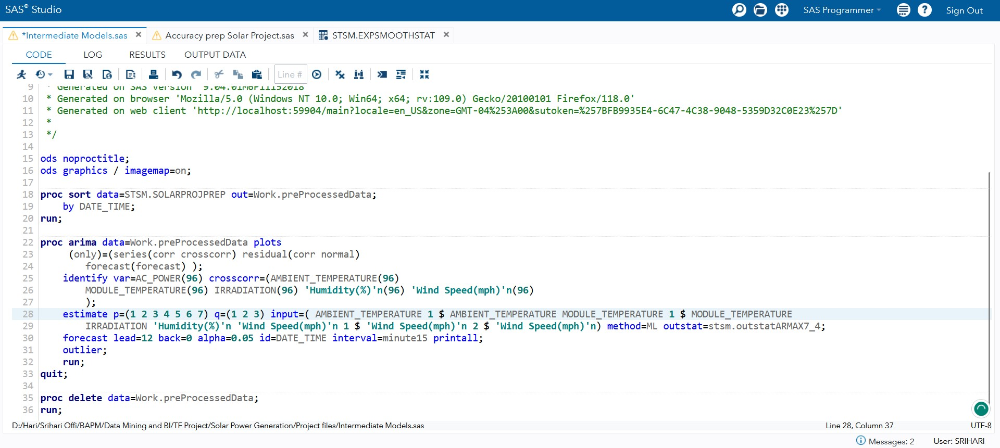 SAS® Studio
SAS Programmer
Sign Out
*Intermediate Models.sas
Accuracy prep Solar Project.sas
STSM.EXPSMOOTHSTAT
CODE LOG RESULTS OUTPUT DATA
Line #
9 * Generated on SAS version '9.04.01M6P11152018'
10 * Generated on browser 'Mozilla/5.0 (Windows NT 10.0; Win64; x64; rv:109.0) Gecko/20100101 Firefox/118.0'
11 * Generated on web client 'http://localhost:59904/main?locale=en_US&zone=GMT-04%253A00&sutoken=%257BFB9935E4-6C47-4C38-9048-5359D32C0E23%257D'
12 *
13 */
14
15 ods noproctitle;
16 ods graphics / imagemap=on;
17
18 proc sort data=STSM.SOLARPROJPREP out=Work.preProcessedData;
19 by DATE_TIME;
20 run;
21
22 proc arima data=Work.preProcessedData plots
23 (only)=(series(corr crosscorr) residual(corr normal)
24 forecast(forecast) );
25 identify var=AC_POWER(96) crosscorr=(AMBIENT_TEMPERATURE(96)
26 MODULE_TEMPERATURE(96) IRRADIATION(96) 'Humidity(%)'n(96) 'Wind Speed(mph)'n(96)
27 );
28 estimate p=(1 2 3 4 5 6 7) q=(1 2 3) input=( AMBIENT_TEMPERATURE 1 $ AMBIENT_TEMPERATURE MODULE_TEMPERATURE 1 $ MODULE_TEMPERATURE
29 IRRADIATION 'Humidity(%)'n 'Wind Speed(mph)'n 1 $ 'Wind Speed(mph)'n 2 $ 'Wind Speed(mph)'n) method=ML outstat=stsm.outstatARMAX7_4;
30 forecast lead=12 back=0 alpha=0.05 id=DATE_TIME interval=minute15 printall;
31 outlier;
32 run;
33 quit;
34
35 proc delete data=Work.preProcessedData;
36 run;
D:/Hari/Srihari Offi/BAPM/Data Mining and BI/TF Project/Solar Power Generation/Project files/Intermediate Models.sas
Line 28, Column 37
UTF-8
Messages: 2
User: SRIHARI